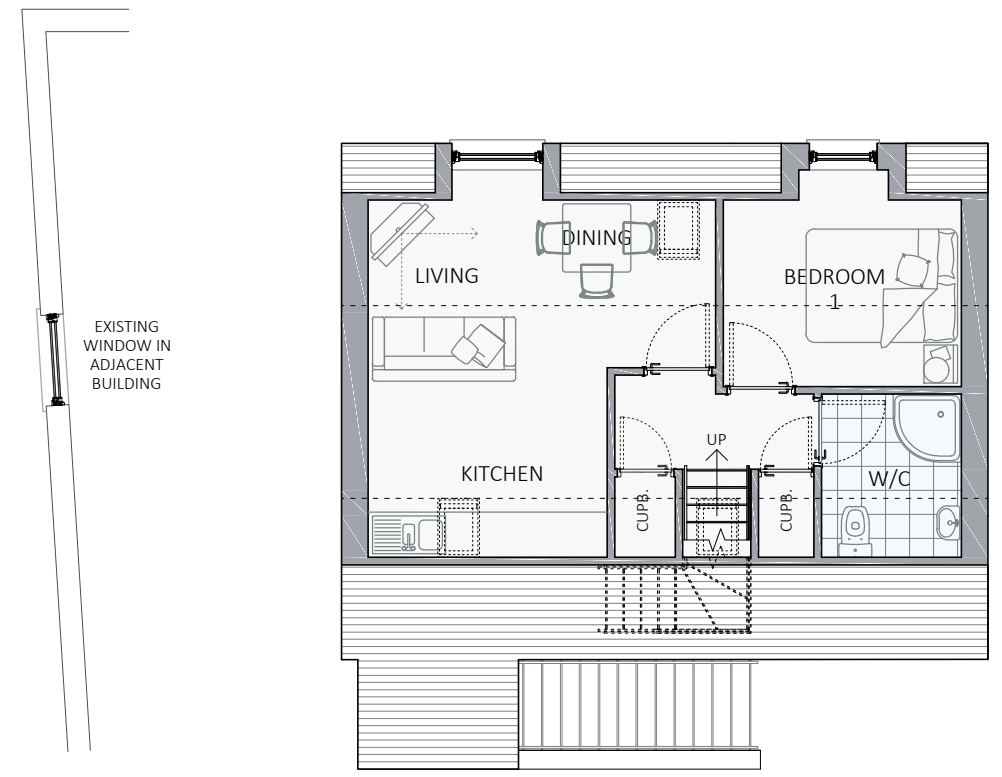 EXISTING
WINDOW IN
ADJACENT
BUILDING
LIVING
DINING
BEDROOM
1
KITCHEN
UP
W/C
CUPB.
CUPB.